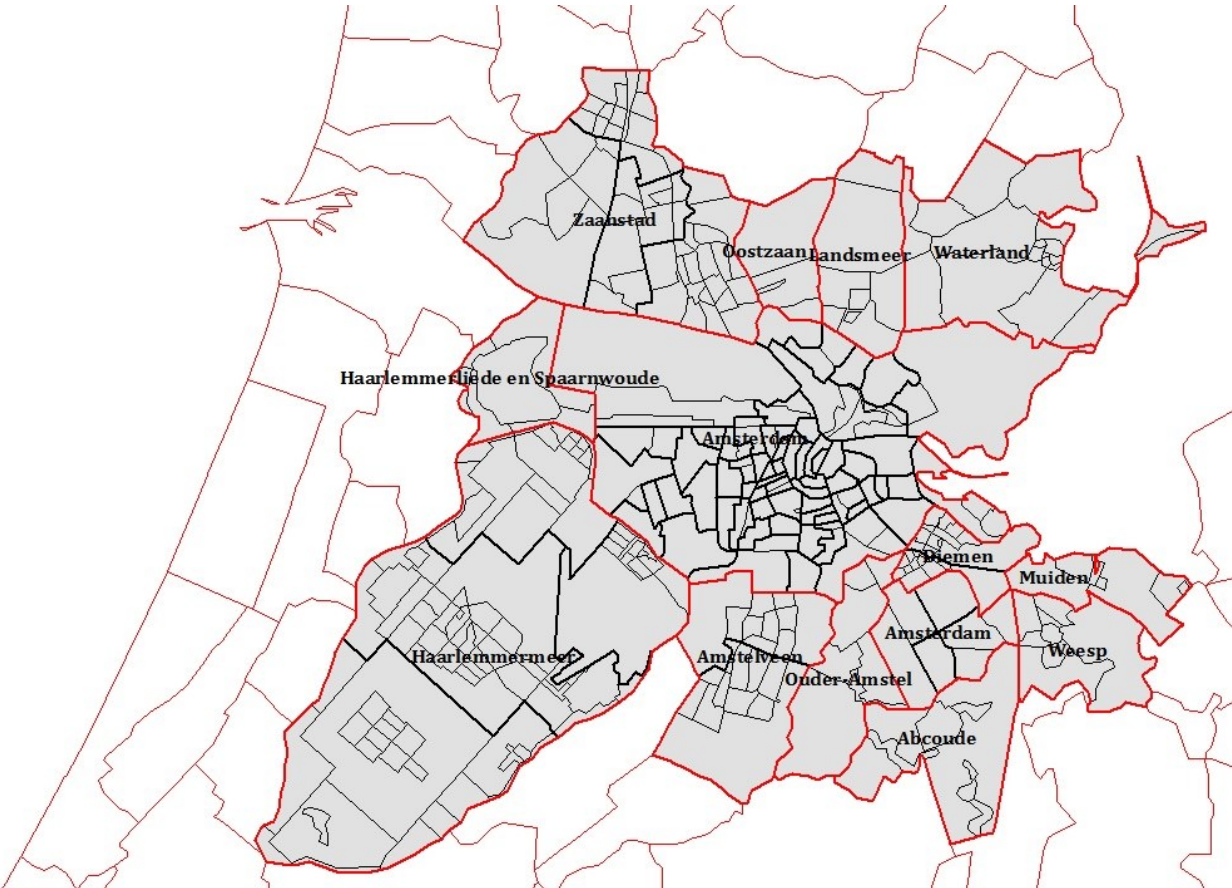 Zaanstad
Oostzaan
Landsmeer
Waterland
Haarlemmerliede en Spaarnwoude
Amsterdam
Diemen
Muiden
Amsterdam
Weesp
Haarlemmermeer
Amstelveen
Ouder-Amstel
Abcoude